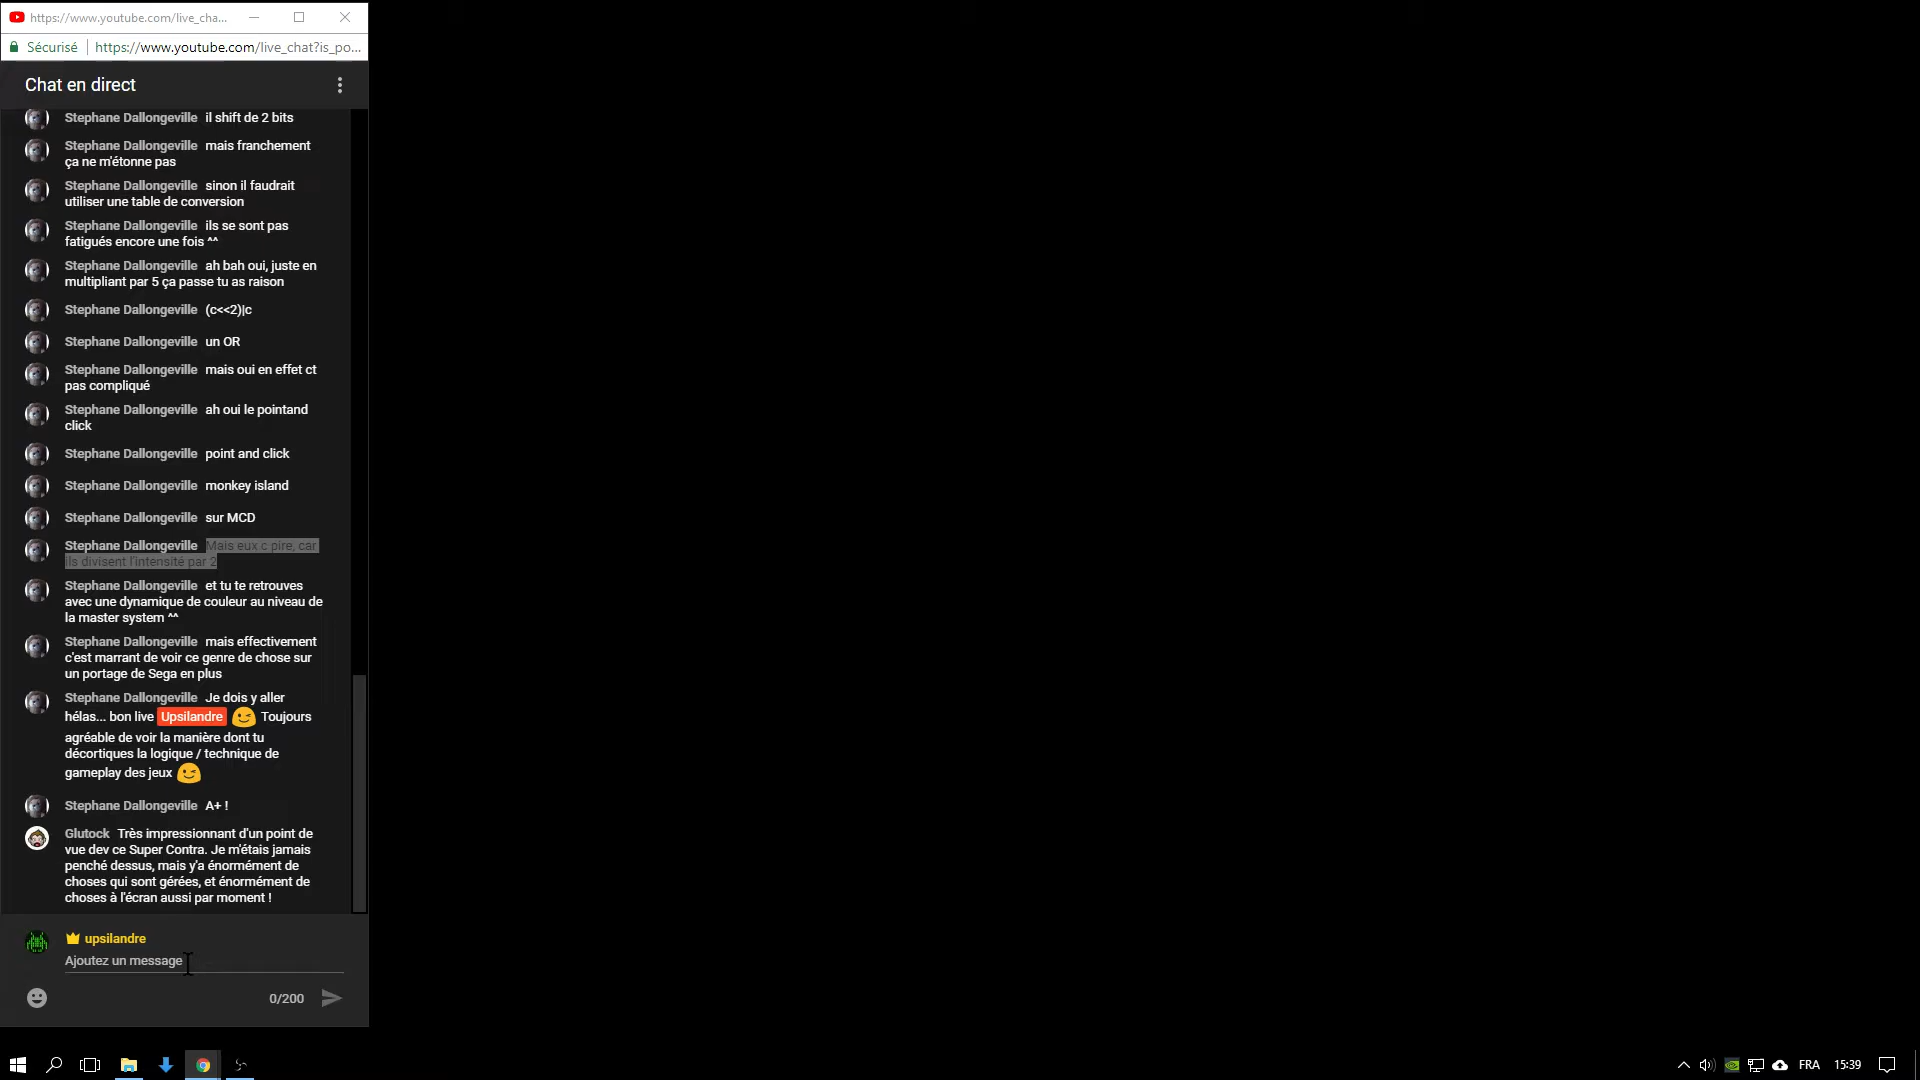 https://www.youtube.com/live_cha...
Sécurisé https://www.youtube.com/live_chat?is_po...
Chat en direct
Stephane Dallongeville il shift de 2 bits
Stephane Dallongeville mais franchement
ça ne m'étonne pas
Stephane Dallongeville sinon il faudrait
utiliser une table de conversion
Stephane Dallongeville ils se sont pas
fatigués encore une fois ^^
Stephane Dallongeville ah bah oui, juste en
multipliant par 5 ça passe tu as raison
Stephane Dallongeville (c<<2)|c
Stephane Dallongeville un OR
Stephane Dallongeville mais oui en effet ct
pas compliqué
Stephane Dallongeville ah oui le pointand
click
Stephane Dallongeville point and click
Stephane Dallongeville monkey island
Stephane Dallongeville sur MCD
Stephane Dallongeville Mais eux c pire, car
ils divisent l'intensité par 2
Stephane Dallongeville et tu te retrouves
avec une dynamique de couleur au niveau de
la master system ^^
Stephane Dallongeville mais effectivement
c'est marrant de voir ce genre de chose sur
un portage de Sega en plus
Stephane Dallongeville Je dois y aller
hélas... bon live Upsilandre Toujours
agréable de voir la manière dont tu
décortiques la logique / technique de
gameplay des jeux
Stephane Dallongeville A+ !
Glutock Très impressionnant d'un point de
vue dev ce Super Contra. Je m'étais jamais
penché dessus, mais y'a énormément de
choses qui sont gérées, et énormément de
choses à l'écran aussi par moment !
upsilandre
Ajoutez un message
0/200
FRA 15:39